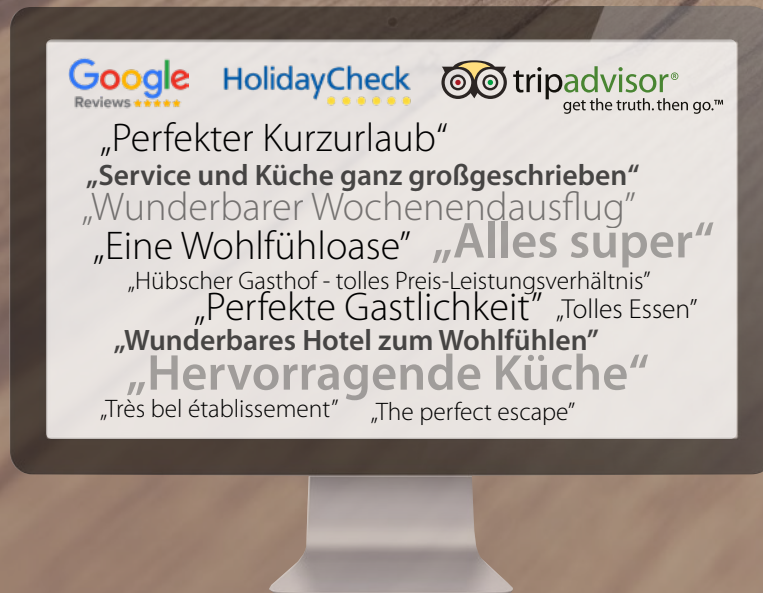 Google
Reviews
HolidayCheck
tripadvisor®
get the truth. then go.™
„Perfekter Kurzurlaub“
„Service und Küche ganz großgeschrieben“
„Wunderbarer Wochenendausflug”
„Eine Wohlfühloase” „Alles super“
„Hübscher Gasthof - tolles Preis-Leistungsverhältnis”
„Perfekte Gastlichkeit” „Tolles Essen”
„Wunderbares Hotel zum Wohlfühlen”
„Hervorragende Küche“
„Très bel établissement” „The perfect escape”